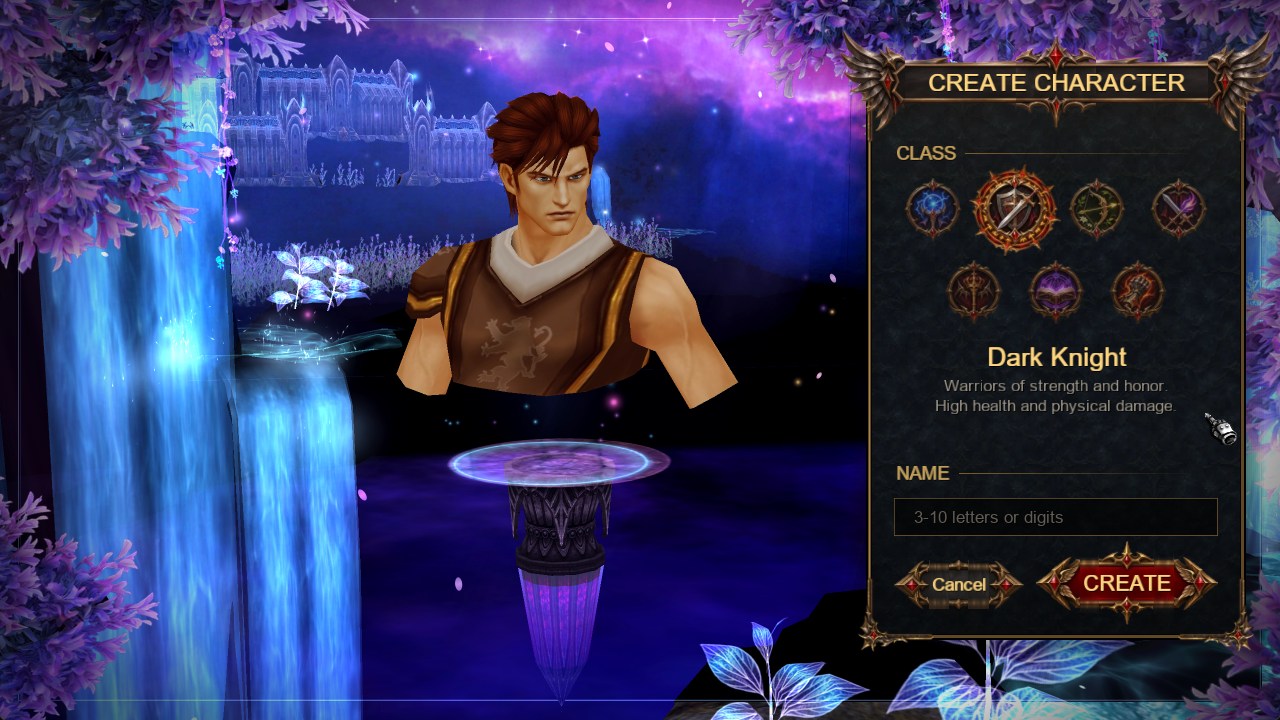 CREATE CHARACTER
CLASS
Dark Knight
Warriors of strength and honor.
High health and physical damage.
NAME
3-10 letters or digits
Cancel
CREATE